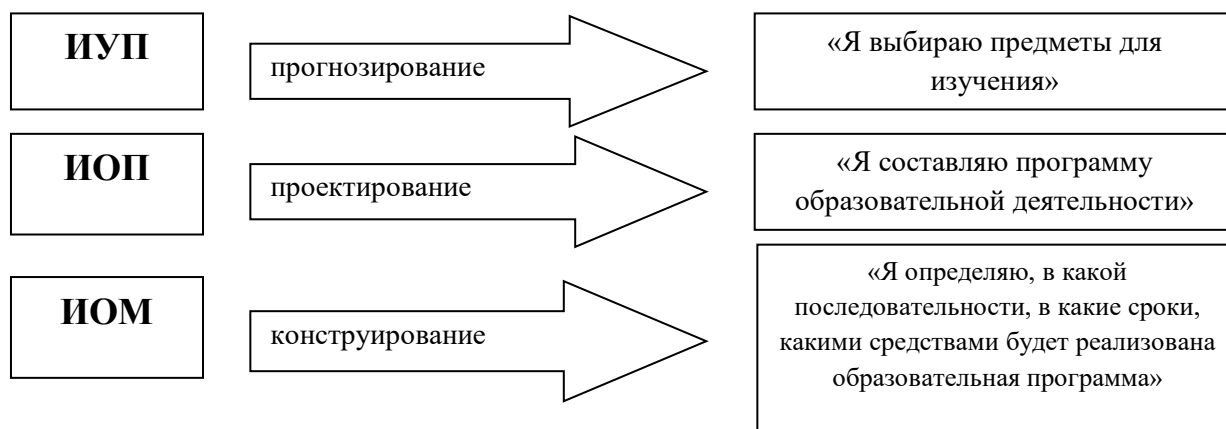 ИУП
прогнозирование
«Я выбираю предметы для
изучения»
ИОП
проектирование
«Я составляю программу
образовательной деятельности»
ИОМ
конструирование
«Я определяю, в какой
последовательности, в какие сроки,
какими средствами будет реализована
образовательная программа»